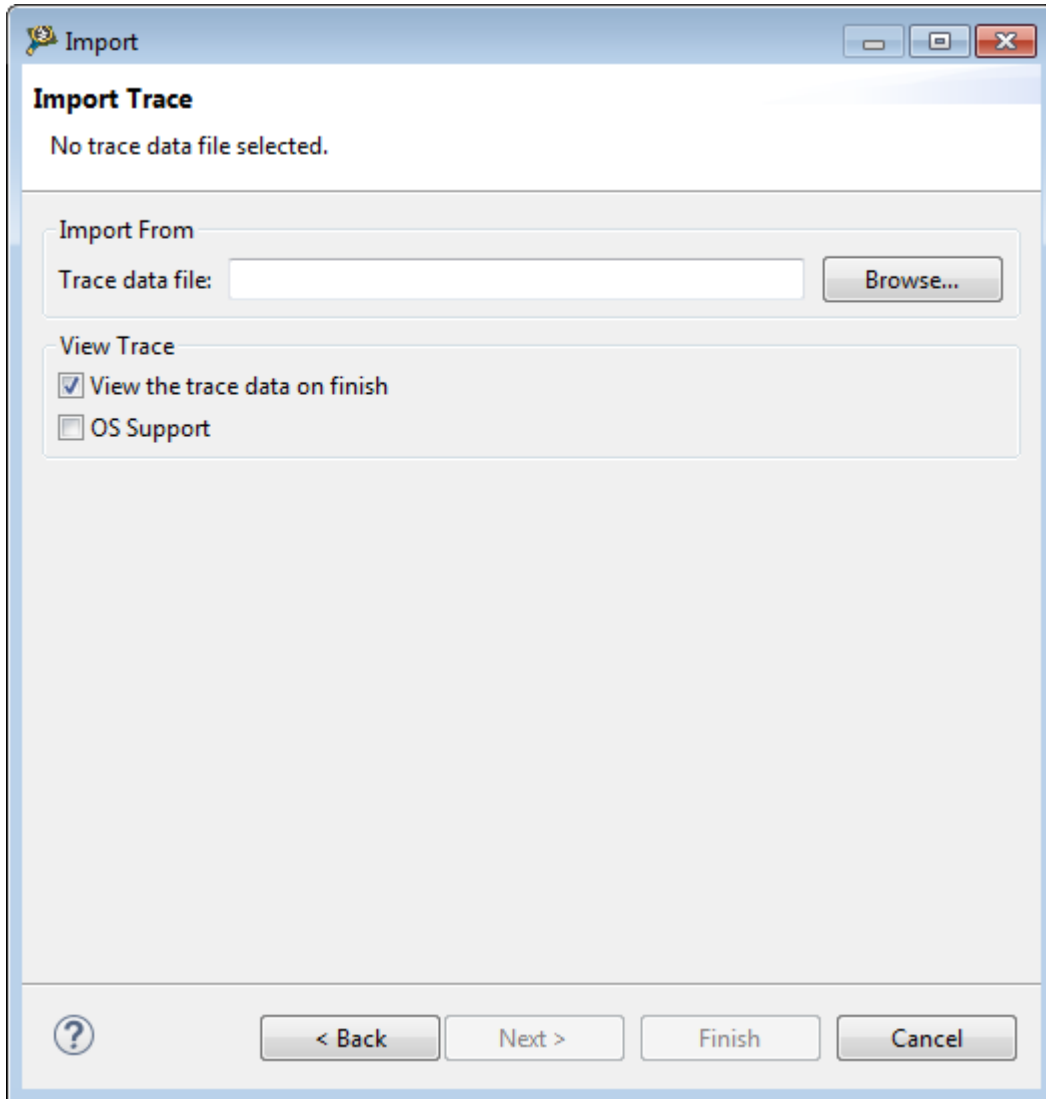 Import
Import Trace
No trace data file selected.
Import From
Trace data file:
Browse...
View Trace
View the trace data on finish
OS Support
?
< Back
Next >
Finish
Cancel